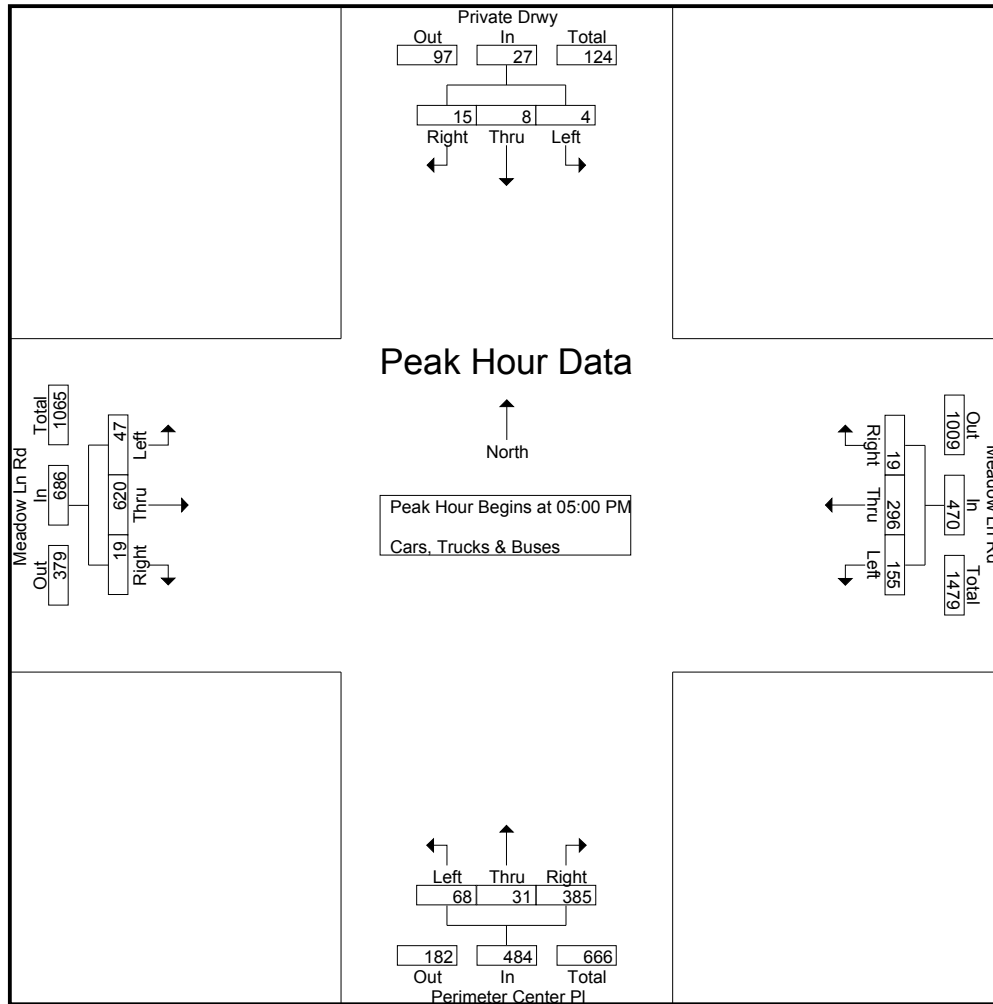 Private Drwy
Out In Total
97 27 124
15 8 4
Right Thru Left
Peak Hour Data
North
Peak Hour Begins at 05:00 PM
Cars, Trucks & Buses
Meadow Ln Rd
Out In Total
379 686 1065
19 620 47
Right Thru Left
Meadow Ln Rd
Out In Total
1009 470 1479
19 296 155
Right Thru Left
Left Thru Right
68 31 385
182 484 666
Out In Total
Perimeter Center Pl